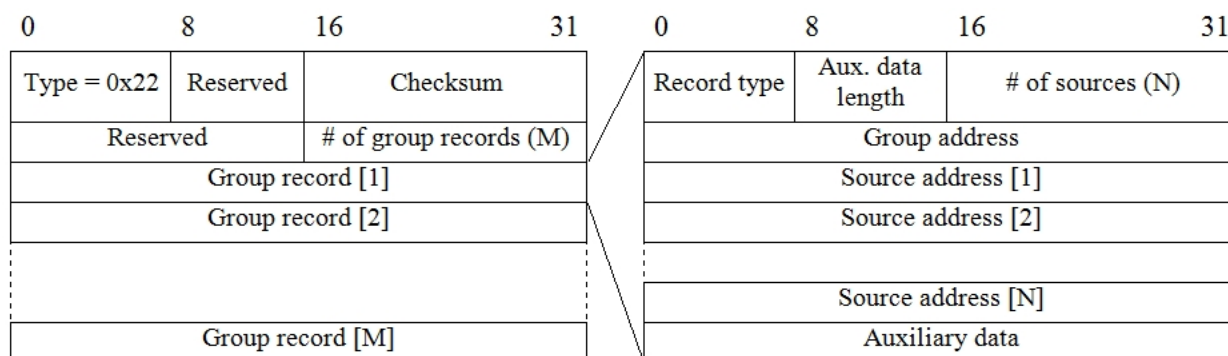 0 8 16 31
Type = 0x22 Reserved Checksum
Reserved # of group records (M)
Group record [1]
Group record [2]
Group record [M]
0 8 16 31
Record type Aux. data length # of sources (N)
Group address
Source address [1]
Source address [2]
Source address [N]
Auxiliary data